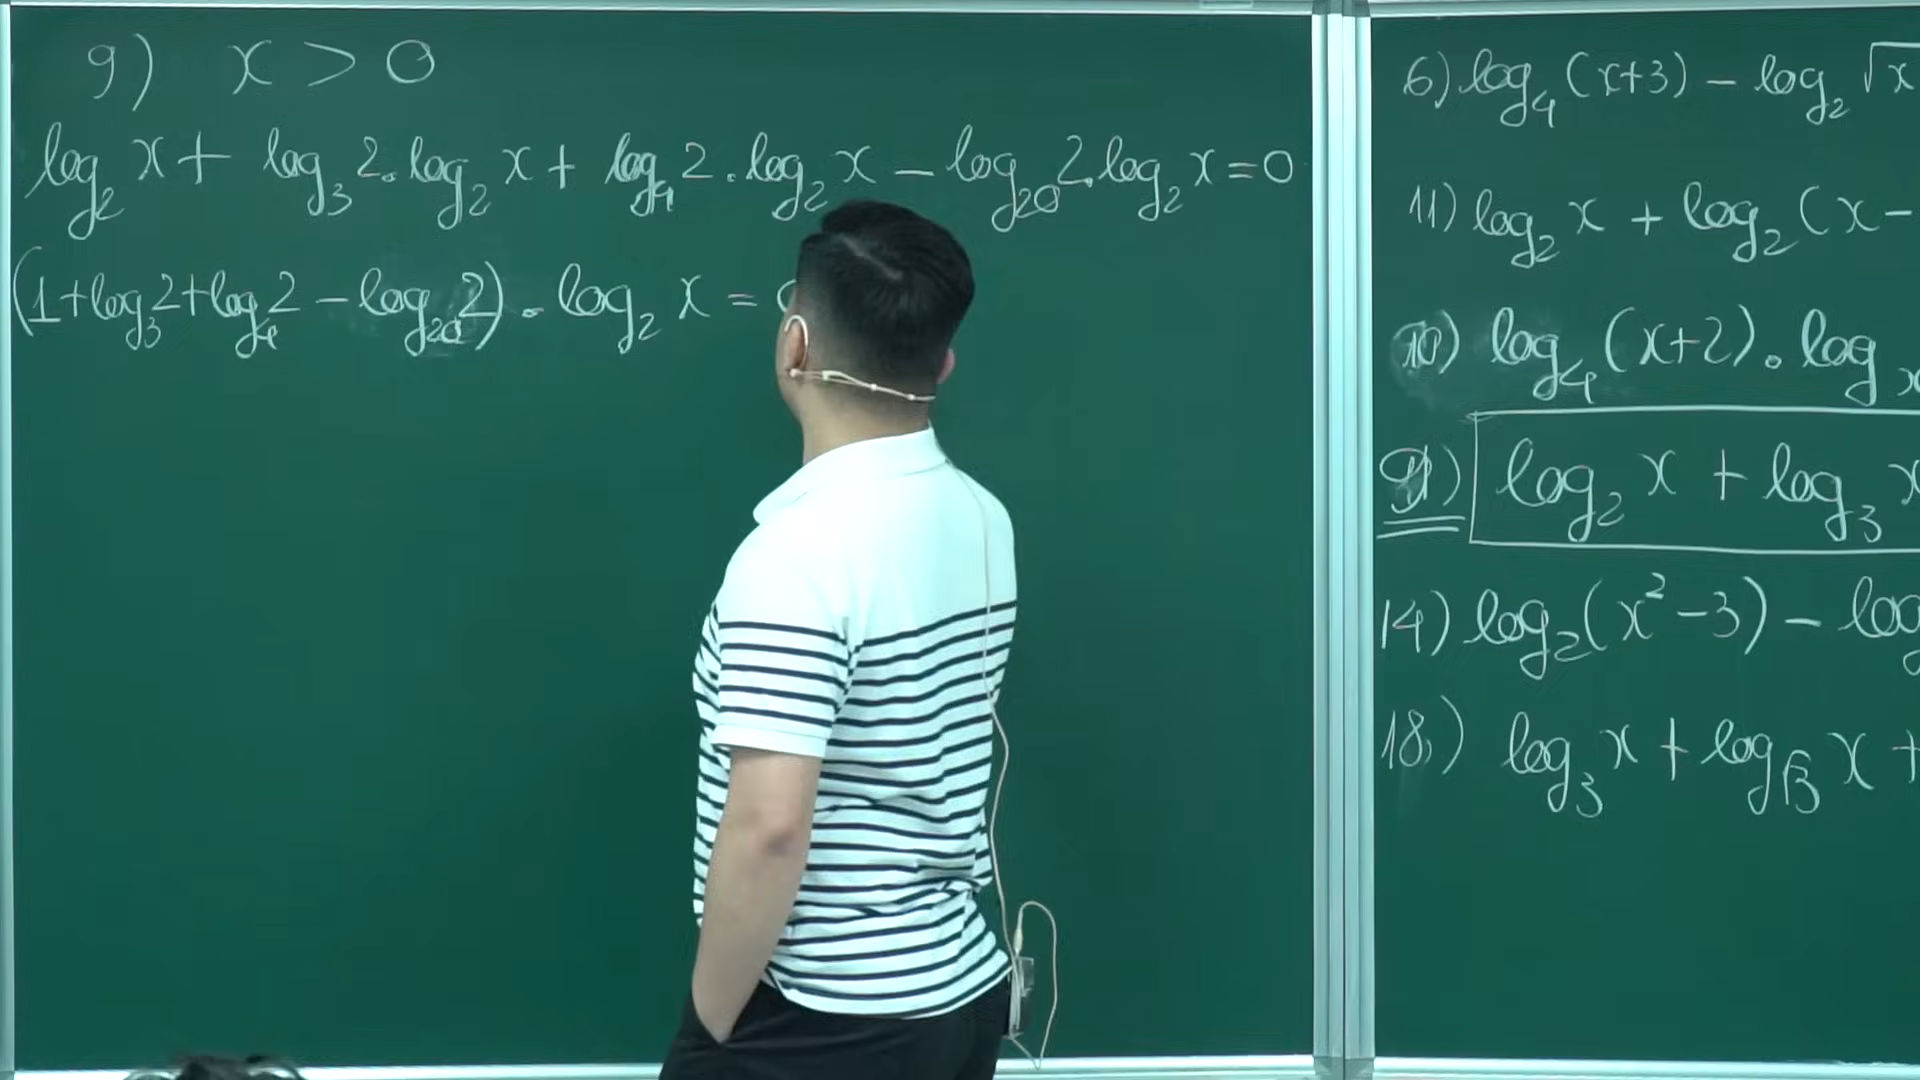 9) x > 0
log₂ x + log₃ 2 . log₂ x + log₄ 2 . log₂ x − log₂₀ 2 . log₂ x = 0
(1 + log₃ 2 + log₄ 2 − log₂₀ 2) . log₂ x =
6) log₄ (x+3) − log₂ √x
11) log₂ x + log₂ (x −
10) log₄ (x+2) . log x
9) log₂ x + log₃ x
14) log₂ (x² − 3) − log
18) log₃ x + log√3 x +